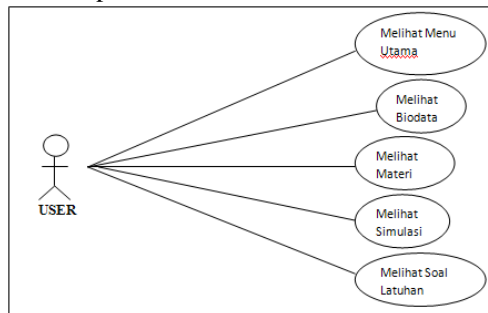 Melihat Menu
Utama
Melihat
Biodata
Melihat
Materi
Melihat
Simulasi
Melihat Soal
Latuhan
USER